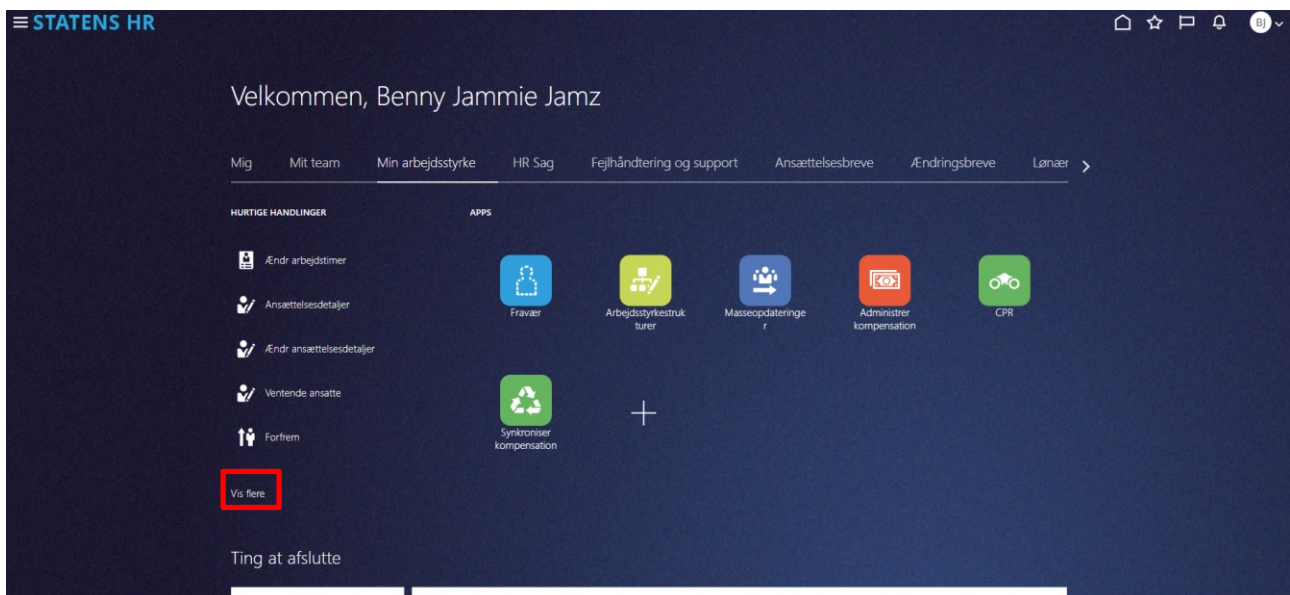 STATENS HR
BJ
Velkommen, Benny Jammie Jamz
Mig Mit team Min arbejdsstyrke HR Sag Fejlhåndtering og support Ansættelsesbreve Ændringsbreve Lønær
HURTIGE HANDLINGER
Ændr arbejdstimer
Ansættelsesdetaljer
Ændr ansættelsesdetaljer
Ventende ansatte
Forfrem
Vis flere
APPS
Fravær
Arbejdsstyrkestruk
turer
Masseopdateringe
r
Administrer
kompensation
CPR
Synkroniser
kompensation
Ting at afslutte